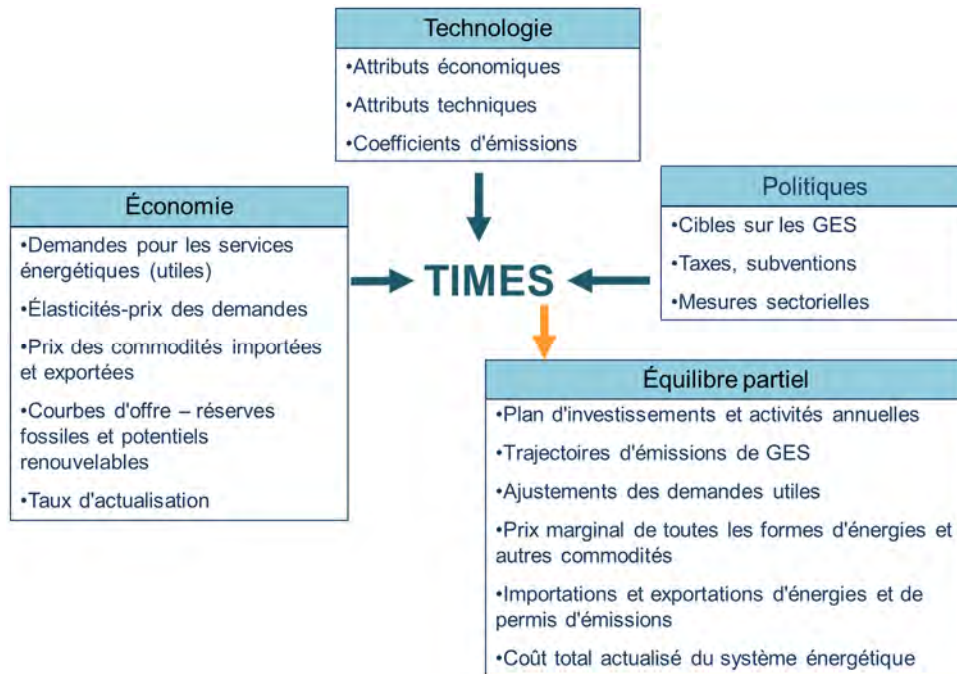 Technologie
•Attributs économiques
•Attributs techniques
•Coefficients d'émissions
Économie
•Demandes pour les services
énergétiques (utiles)
•Élasticités-prix des demandes
•Prix des commodités importées
et exportées
•Courbes d'offre – réserves
fossiles et potentiels
renouvelables
•Taux d'actualisation
TIMES
Politiques
•Cibles sur les GES
•Taxes, subventions
•Mesures sectorielles
Équilibre partiel
•Plan d'investissements et activités annuelles
•Trajectoires d'émissions de GES
•Ajustements des demandes utiles
•Prix marginal de toutes les formes d'énergies et
autres commodités
•Importations et exportations d'énergies et de
permis d'émissions
•Coût total actualisé du système énergétique